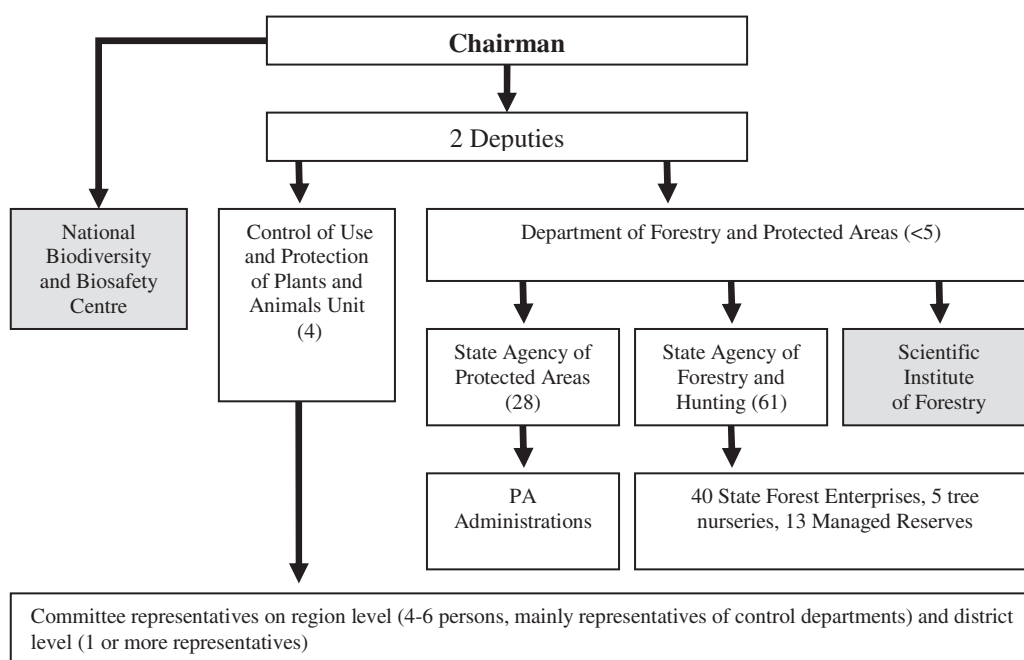 Chairman
2 Deputies
National
Biodiversity
and Biosafety
Centre
Control of Use
and Protection
of Plants and
Animals Unit
(4)
Department of Forestry and Protected Areas (<5)
State Agency of
Protected Areas
(28)
State Agency of
Forestry and
Hunting (61)
Scientific
Institute
of Forestry
PA
Administrations
40 State Forest Enterprises, 5 tree
nurseries, 13 Managed Reserves
Committee representatives on region level (4-6 persons, mainly representatives of control departments) and district
level (1 or more representatives)